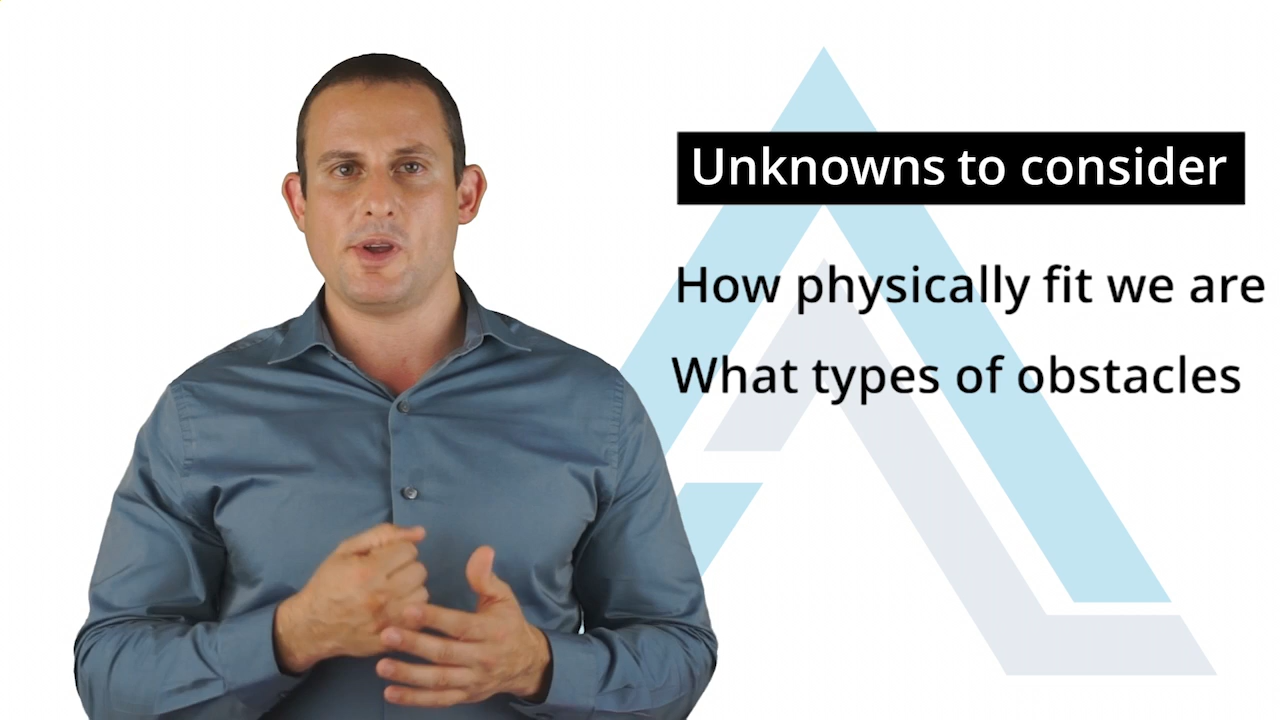 Unknowns to consider
How physically fit we are
What types of obstacles